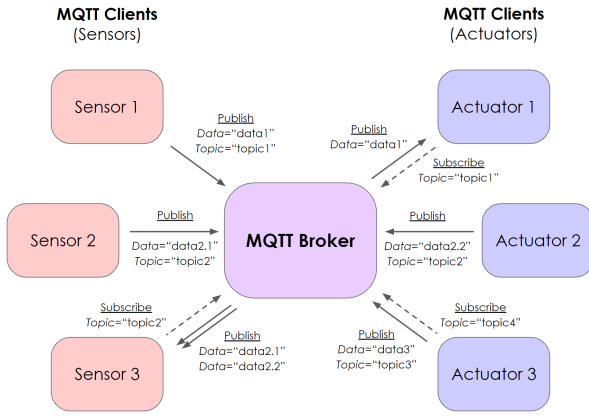 MQTT Clients
(Sensors)
MQTT Clients
(Actuators)
Sensor 1
Publish
Data=“data1”
Topic=“topic1”
Publish
Data=“data1”
Actuator 1
Subscribe
Topic=“topic1”
Sensor 2
Publish
Data=“data2.1”
Topic=“topic2”
MQTT Broker
Publish
Data=“data2.2”
Topic=“topic2”
Actuator 2
Subscribe
Topic=“topic2”
Publish
Data=“data2.1”
Data=“data2.2”
Sensor 3
Subscribe
Topic=“topic4”
Publish
Data=“data3”
Topic=“topic3”
Actuator 3